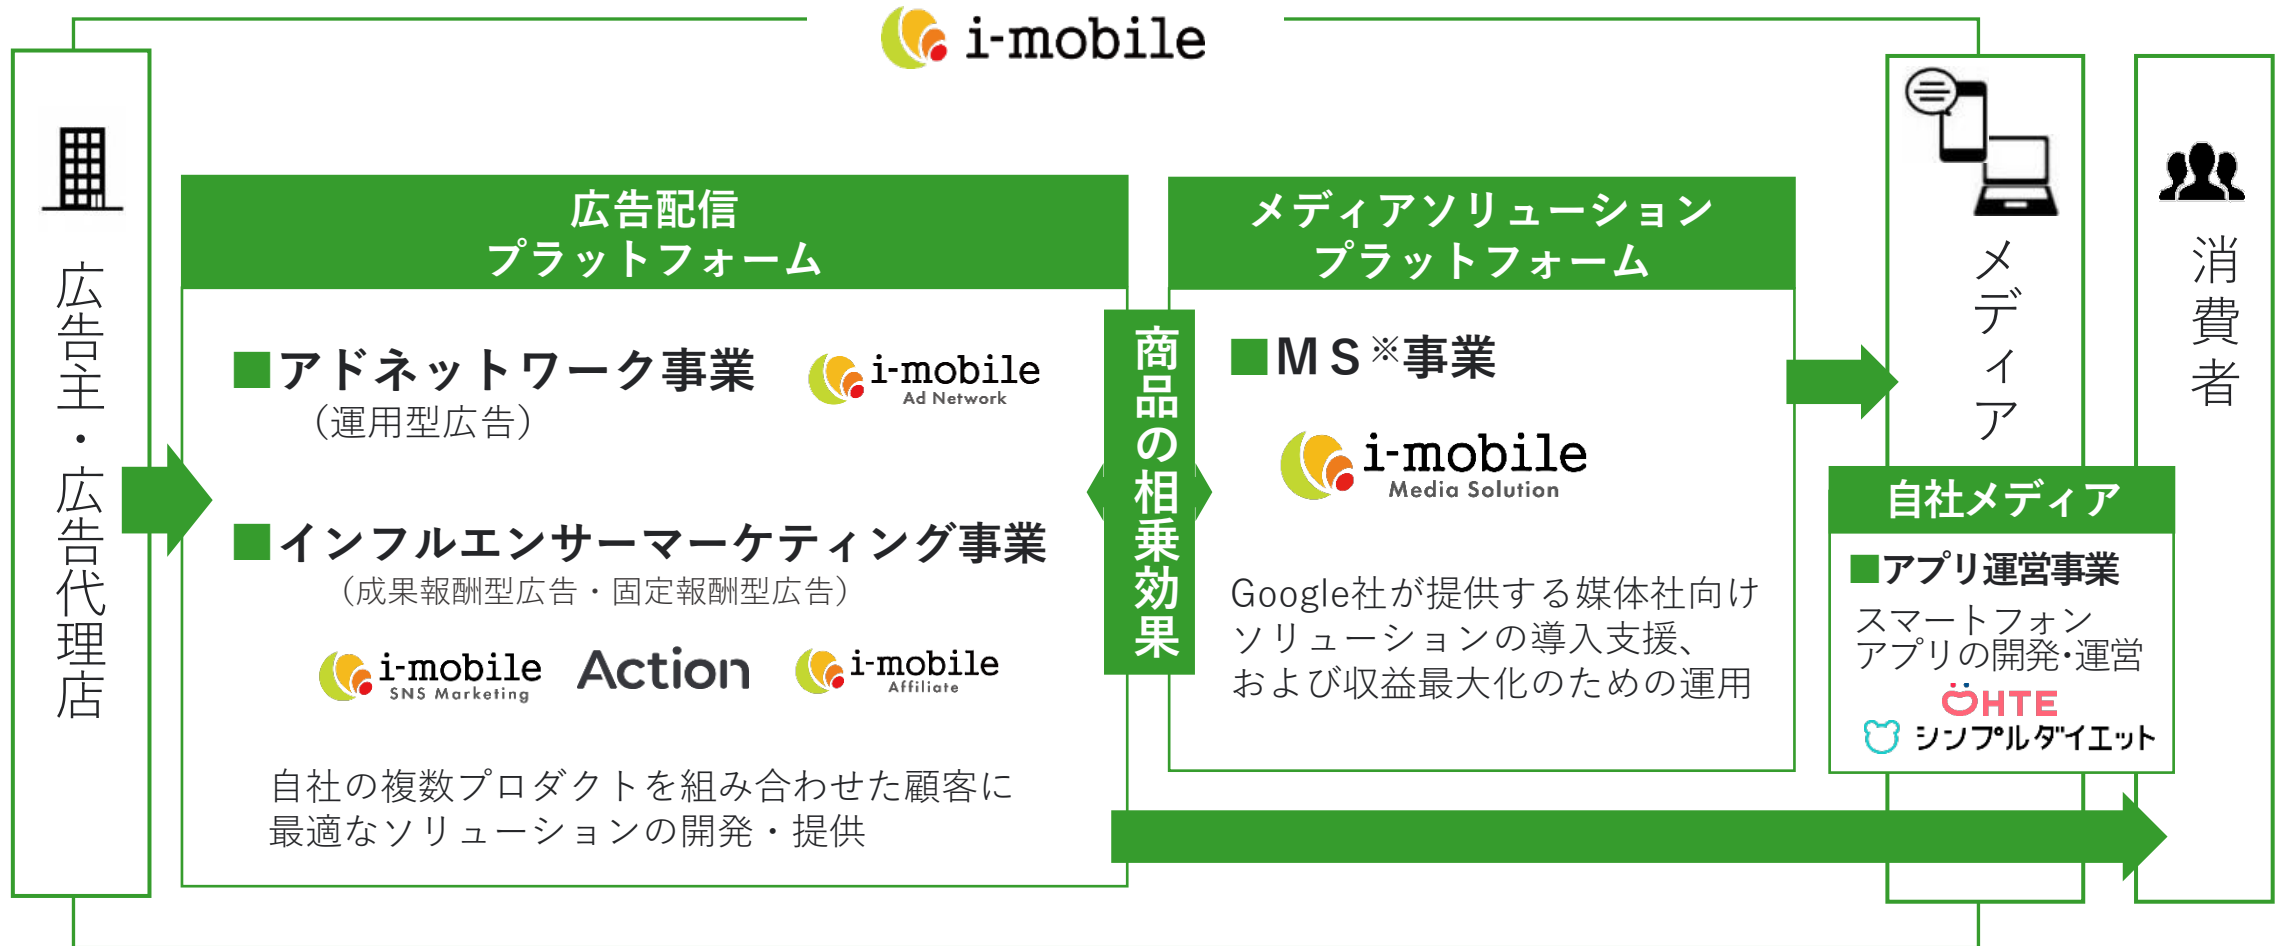 i-mobile
広告主・広告代理店
広告配信
プラットフォーム
■アドネットワーク事業
（運用型広告）
i-mobile
Ad Network
■インフルエンサーマーケティング事業
（成果報酬型広告・固定報酬型広告）
i-mobile
SNS Marketing
Action
i-mobile
Affiliate
自社の複数プロダクトを組み合わせた顧客に
最適なソリューションの開発・提供
商品の相乗効果
メディアソリューション
プラットフォーム
■ＭＳ※事業
i-mobile
Media Solution
Google社が提供する媒体社向け
ソリューションの導入支援、
および収益最大化のための運用
メディア
自社メディア
■アプリ運営事業
スマートフォン
アプリの開発･運営
OHTE
シンプルダイエット
消費者